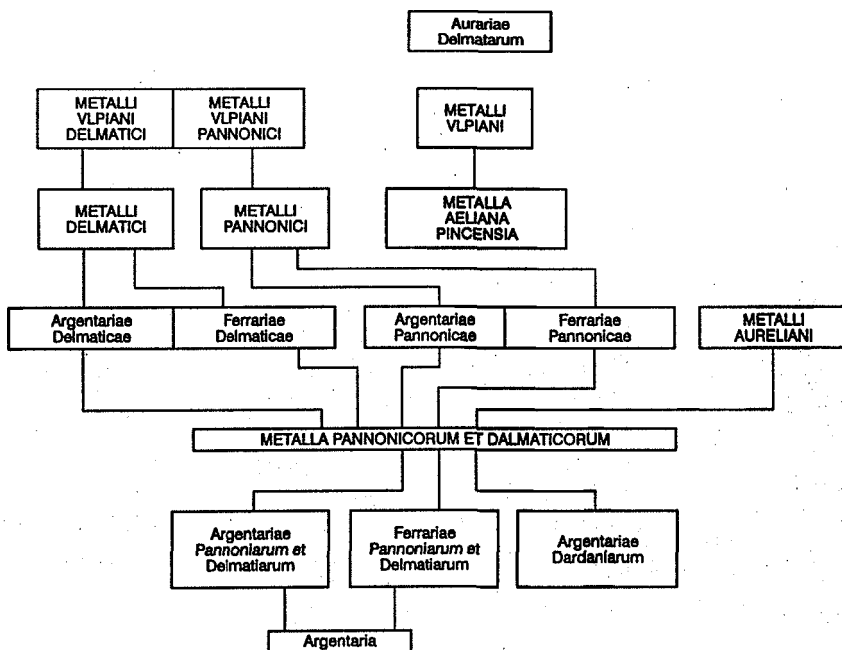 Aurariae
Delmatarum
METALLI
VLPIANI
DELMATICI
METALLI
VLPIANI
PANNONICI
METALLI
VLPIANI
METALLI
DELMATICI
METALLI
PANNONICI
METALLA
AELIANA
PINCENSIA
Argentariae
Delmaticae
Ferrariae
Delmaticae
Argentariae
Pannonicae
Ferrariae
Pannonicae
METALLI
AURELIANI
METALLA PANNONICORUM ET DALMATICORUM
Argentariae
Pannoniarum et
Delmatiarum
Ferrariae
Pannoniarum et
Delmatiarum
Argentariae
Dardaniarum
Argentaria